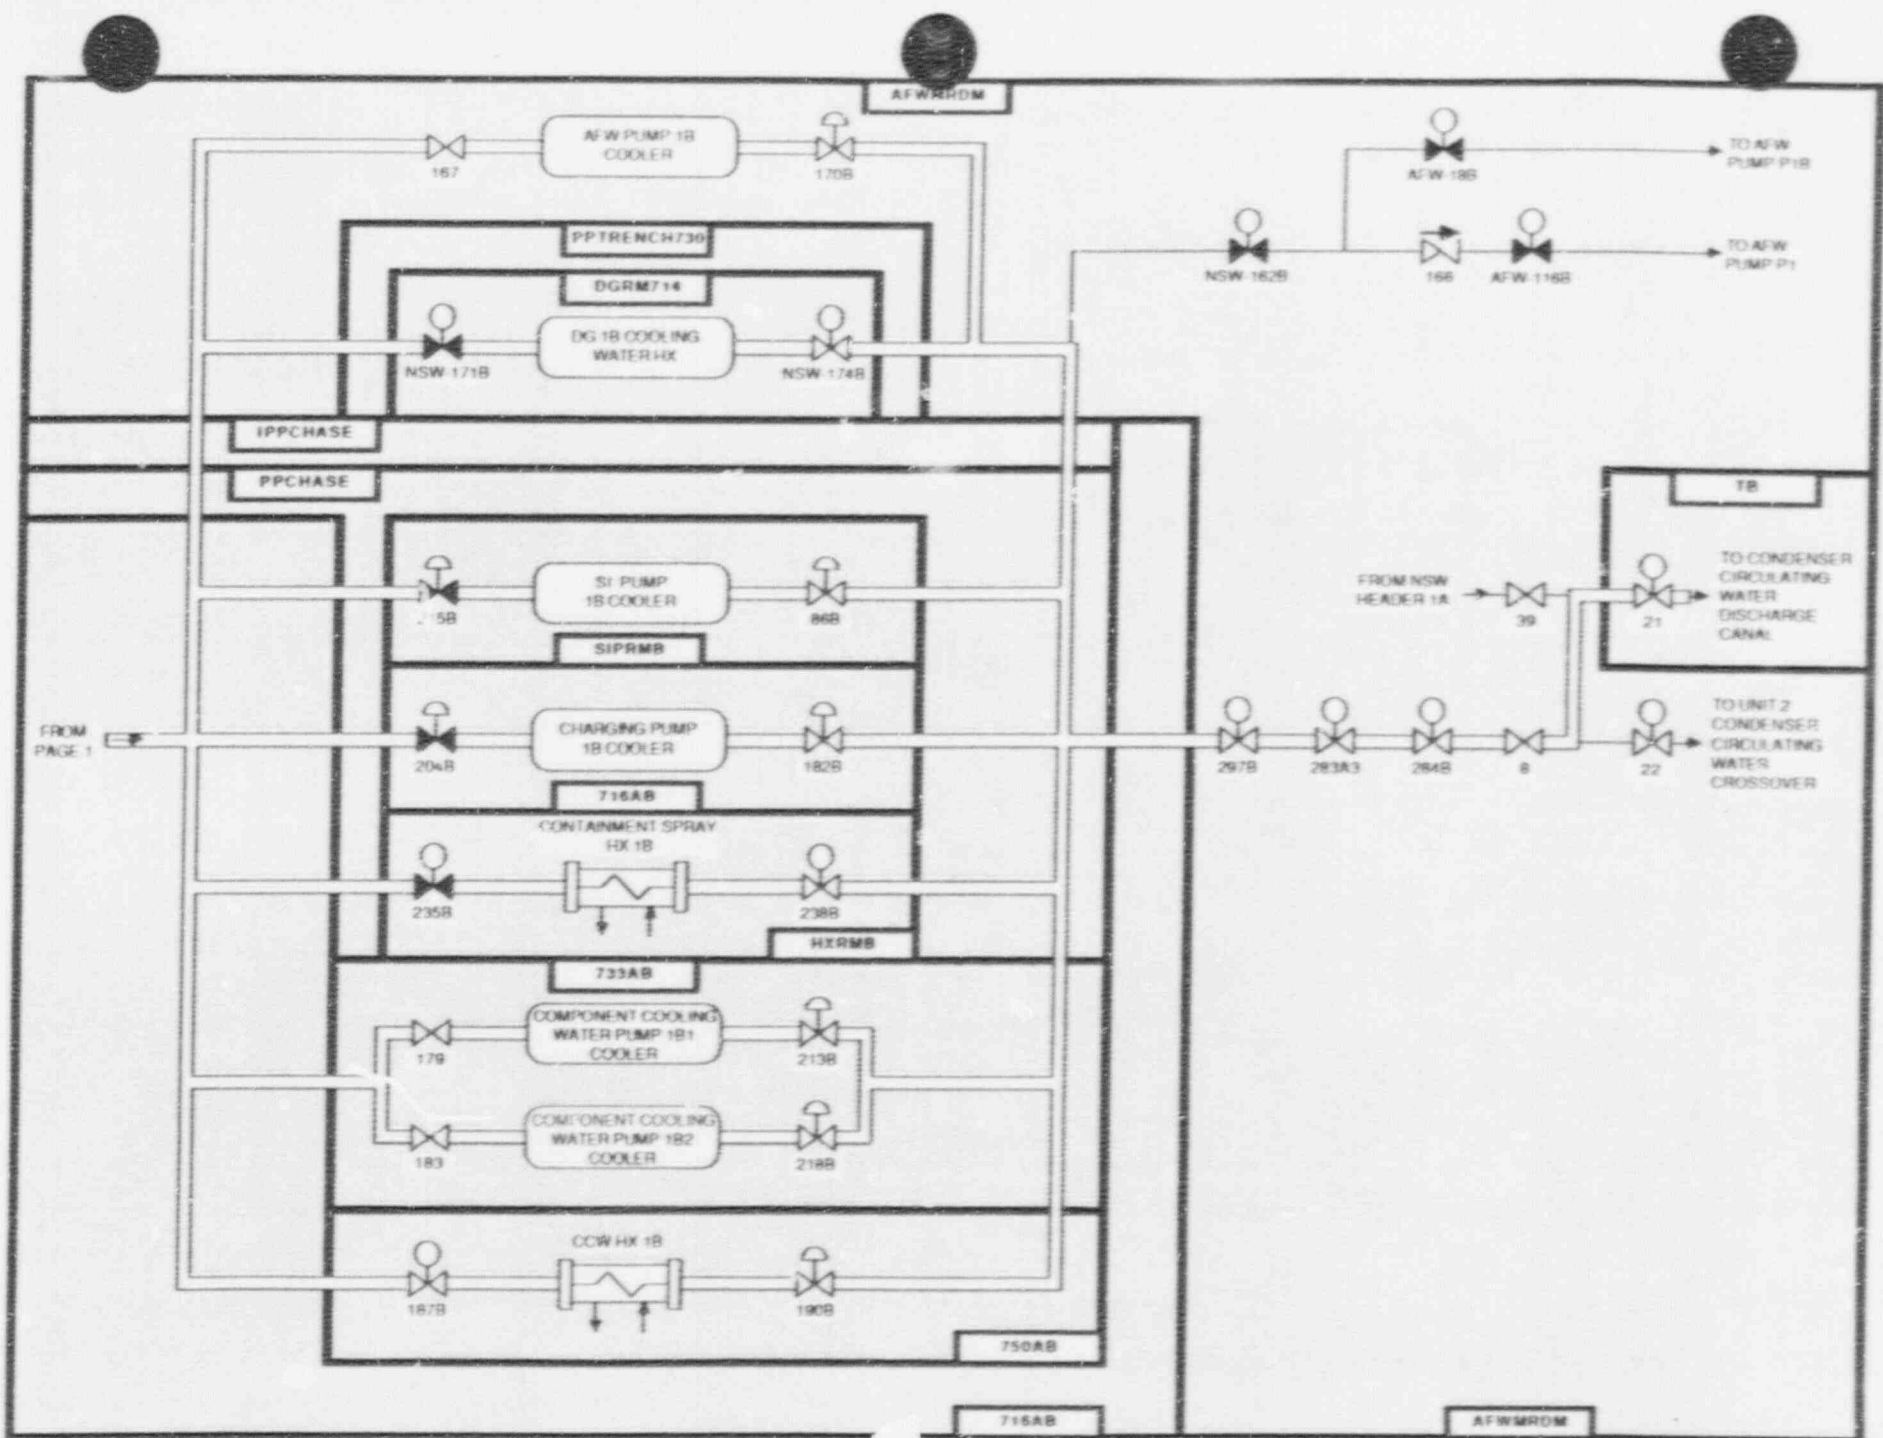 AFWMRDM
AFW PUMP 1B
COOLER
167
170B
AFW-18B
TO AFW
PUMP P1B
PPTRENCH730
NSW-162B
166
AFW-116B
TO AFW
PUMP P1
DGRM714
DG 1B COOLING
WATER HX
NSW-171B
NSW-174B
IPPCHASE
PPCHASE
TB
SI PUMP
1B COOLER
86B
SIPRMB
FROM NSW
HEADER 1A
39
21
TO CONDENSER
CIRCULATING
WATER
DISCHARGE
CANAL
FROM
PAGE 1
CHARGING PUMP
1B COOLER
204B
182B
716AB
297B
283A3
284B
8
22
TO UNIT 2
CONDENSER
CIRCULATING
WATER
CROSSOVER
CONTAINMENT SPRAY
HX 1B
235B
238B
HXRMB
733AB
COMPONENT COOLING
WATER PUMP 1B1
COOLER
179
213B
COMPONENT COOLING
WATER PUMP 1B2
COOLER
183
218B
CCW HX 1B
187B
190B
750AB
716AB
AFWMRDM